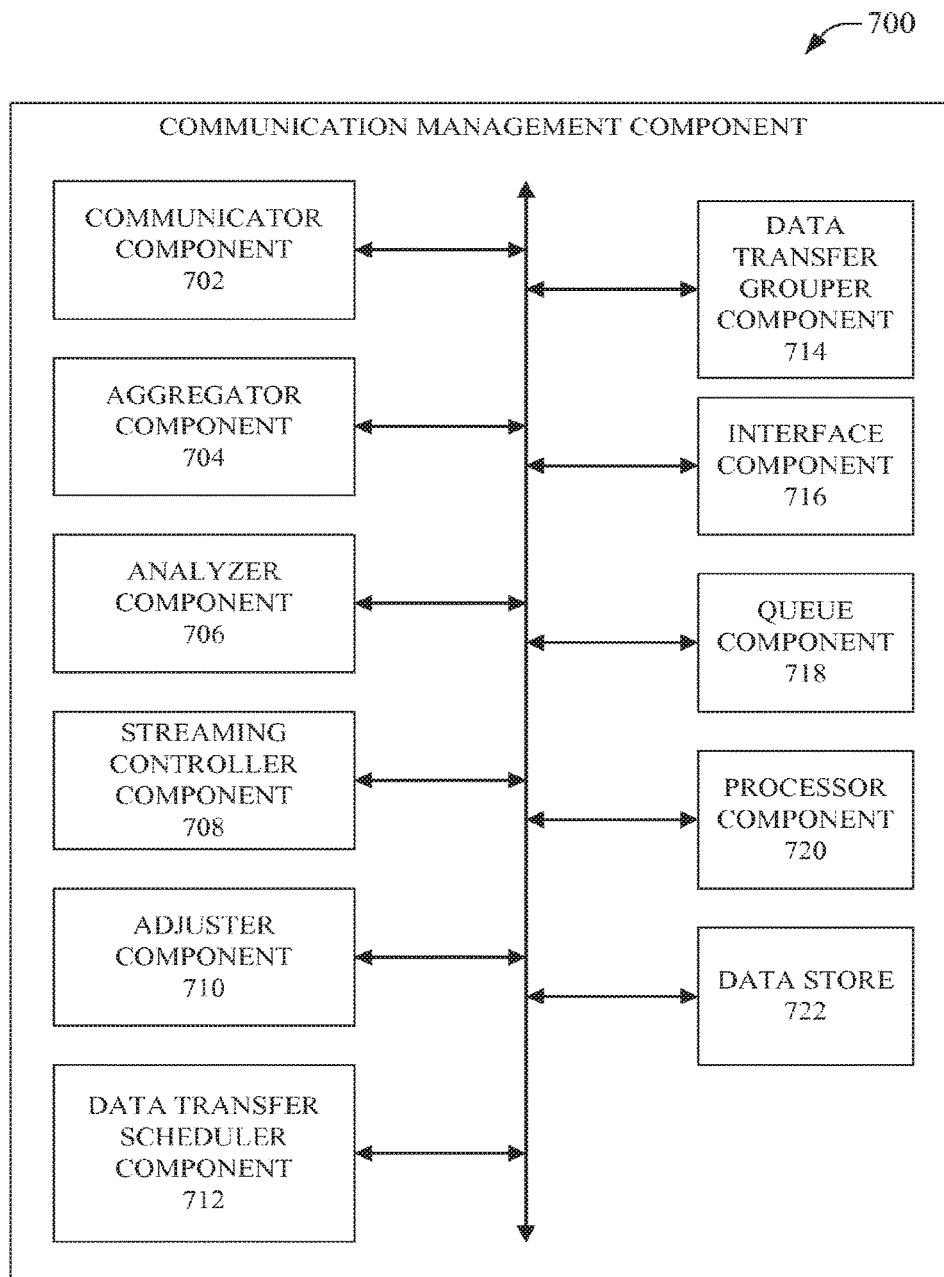 700
COMMUNICATION MANAGEMENT COMPONENT
COMMUNICATOR
COMPONENT
702
AGGREGATOR
COMPONENT
704
ANALYZER
COMPONENT
706
STREAMING
CONTROLLER
COMPONENT
708
ADJUSTER
COMPONENT
710
DATA TRANSFER
SCHEDULER
COMPONENT
712
DATA
TRANSFER
GROUPER
COMPONENT
714
INTERFACE
COMPONENT
716
QUEUE
COMPONENT
718
PROCESSOR
COMPONENT
720
DATA STORE
722